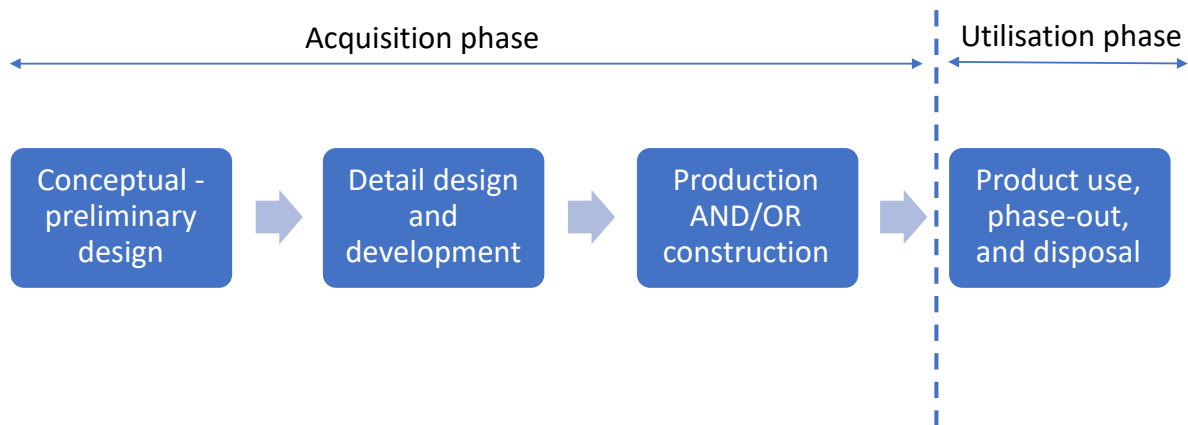 Acquisition phase
Utilisation phase
Conceptual -
preliminary
design
Detail design
and
development
Production
AND/OR
construction
Product use,
phase-out,
and disposal